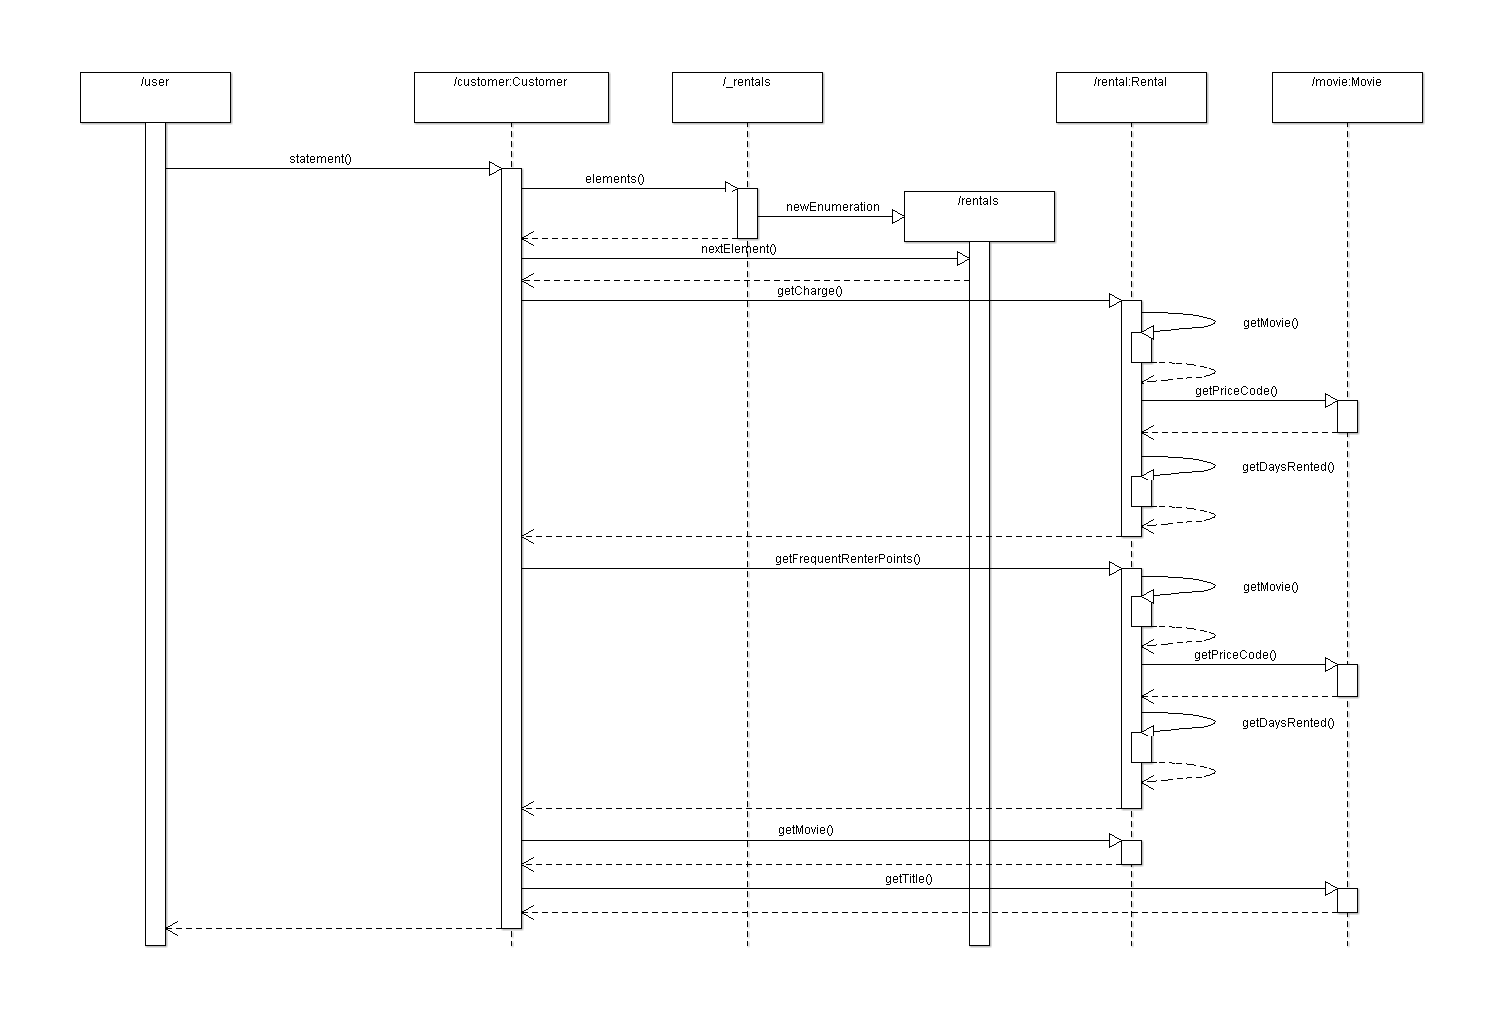 /user
/customer:Customer
/_rentals
/rental:Rental
/movie:Movie
statement()
elements()
newEnumeration
/rentals
nextElement()
getCharge()
getMovie()
getPriceCode()
getDaysRented()
getFrequentRenterPoints()
getMovie()
getPriceCode()
getDaysRented()
getMovie()
getTitle()